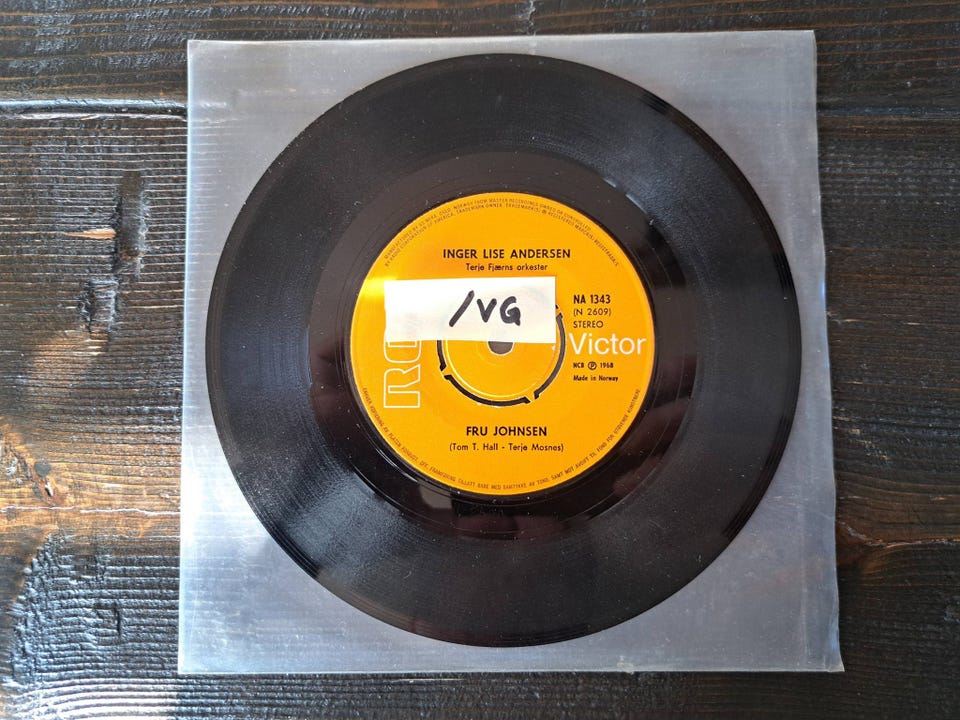 INGER LISE ANDERSEN
Terje Fjærns orkester
/VG
NA 1343
(N 2609)
STEREO
RC
Victor
NCB Ⓟ 1968
Made in Norway
FRU JOHNSEN
(Tom T. Hall - Terje Mosnes)